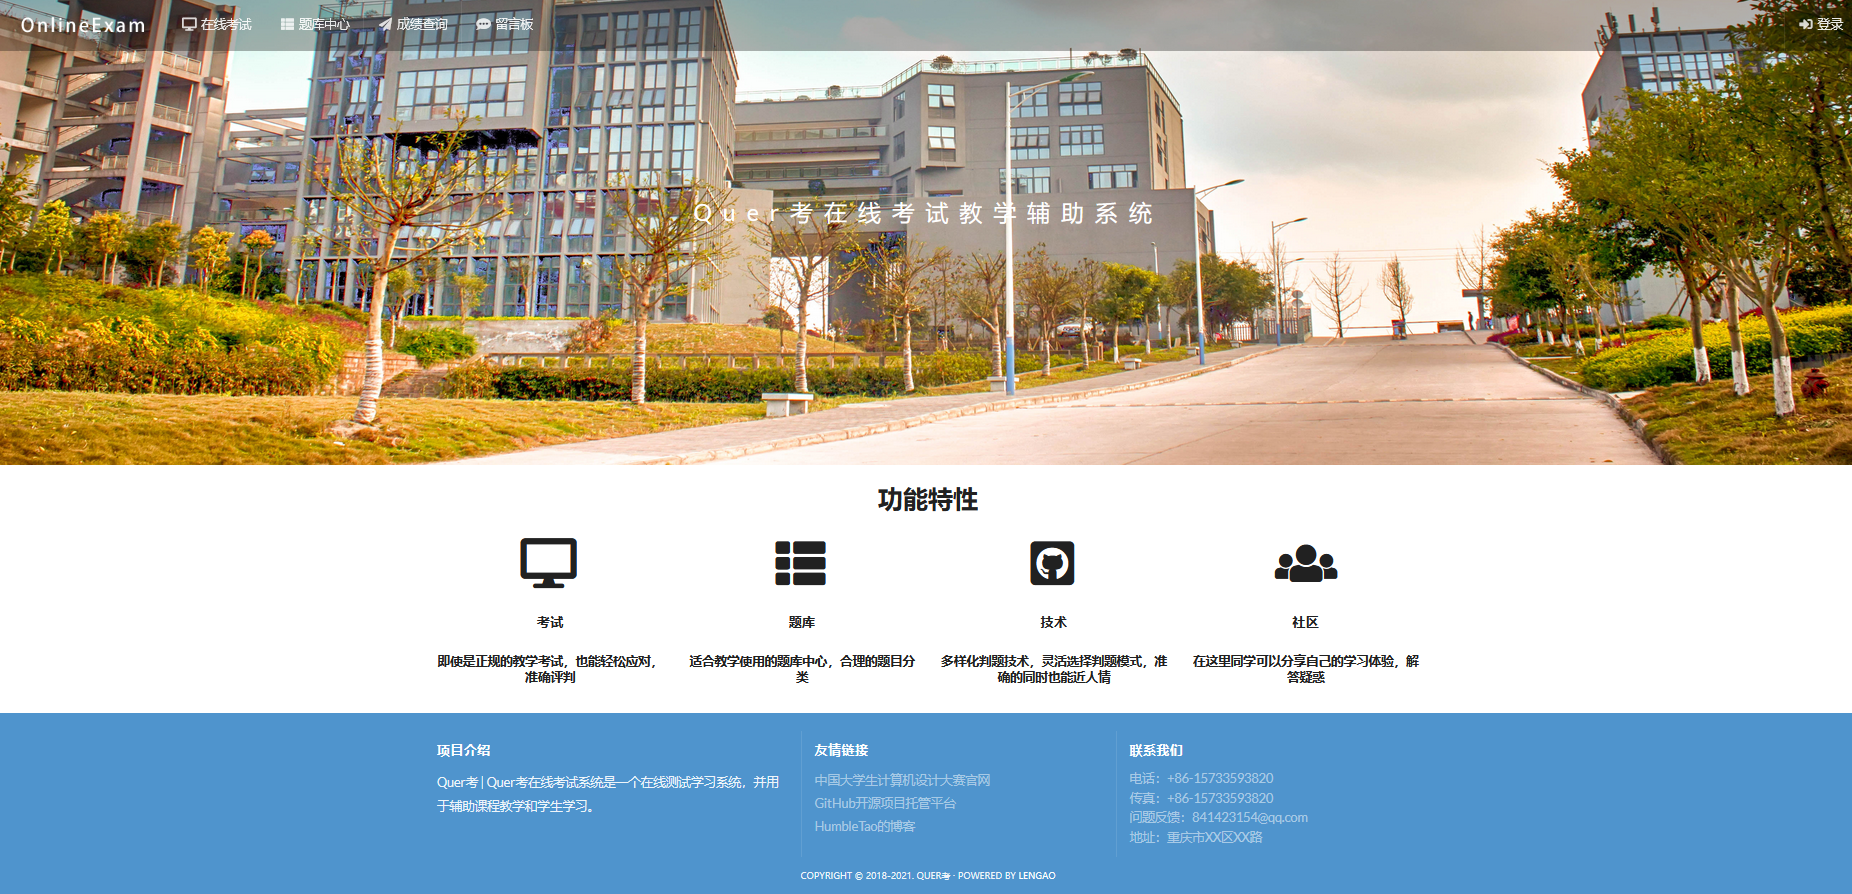 OnlineExam 在线考试 题库中心 成绩查询 留言板 登录
Quer考在线考试教学辅助系统
功能特性
考试
即使是正规的教学考试，也能轻松应对，
准确评判
题库
适合教学使用的题库中心，合理的题目分
类
技术
多样化判题技术，灵活选择判题模式，准
确的同时也能近人情
社区
在这里同学可以分享自己的学习体验，解
答疑惑
项目介绍
Quer考 | Quer考在线考试系统是一个在线测试学习系统，并用
于辅助课程教学和学生学习。
友情链接
中国大学生计算机设计大赛官网
GitHub开源项目托管平台
HumbleTao的博客
联系我们
电话：+86-15733593820
传真：+86-15733593820
问题反馈：841423154@qq.com
地址：重庆市XX区XX路
COPYRIGHT © 2018-2021, QUER考 · POWERED BY LENGAO